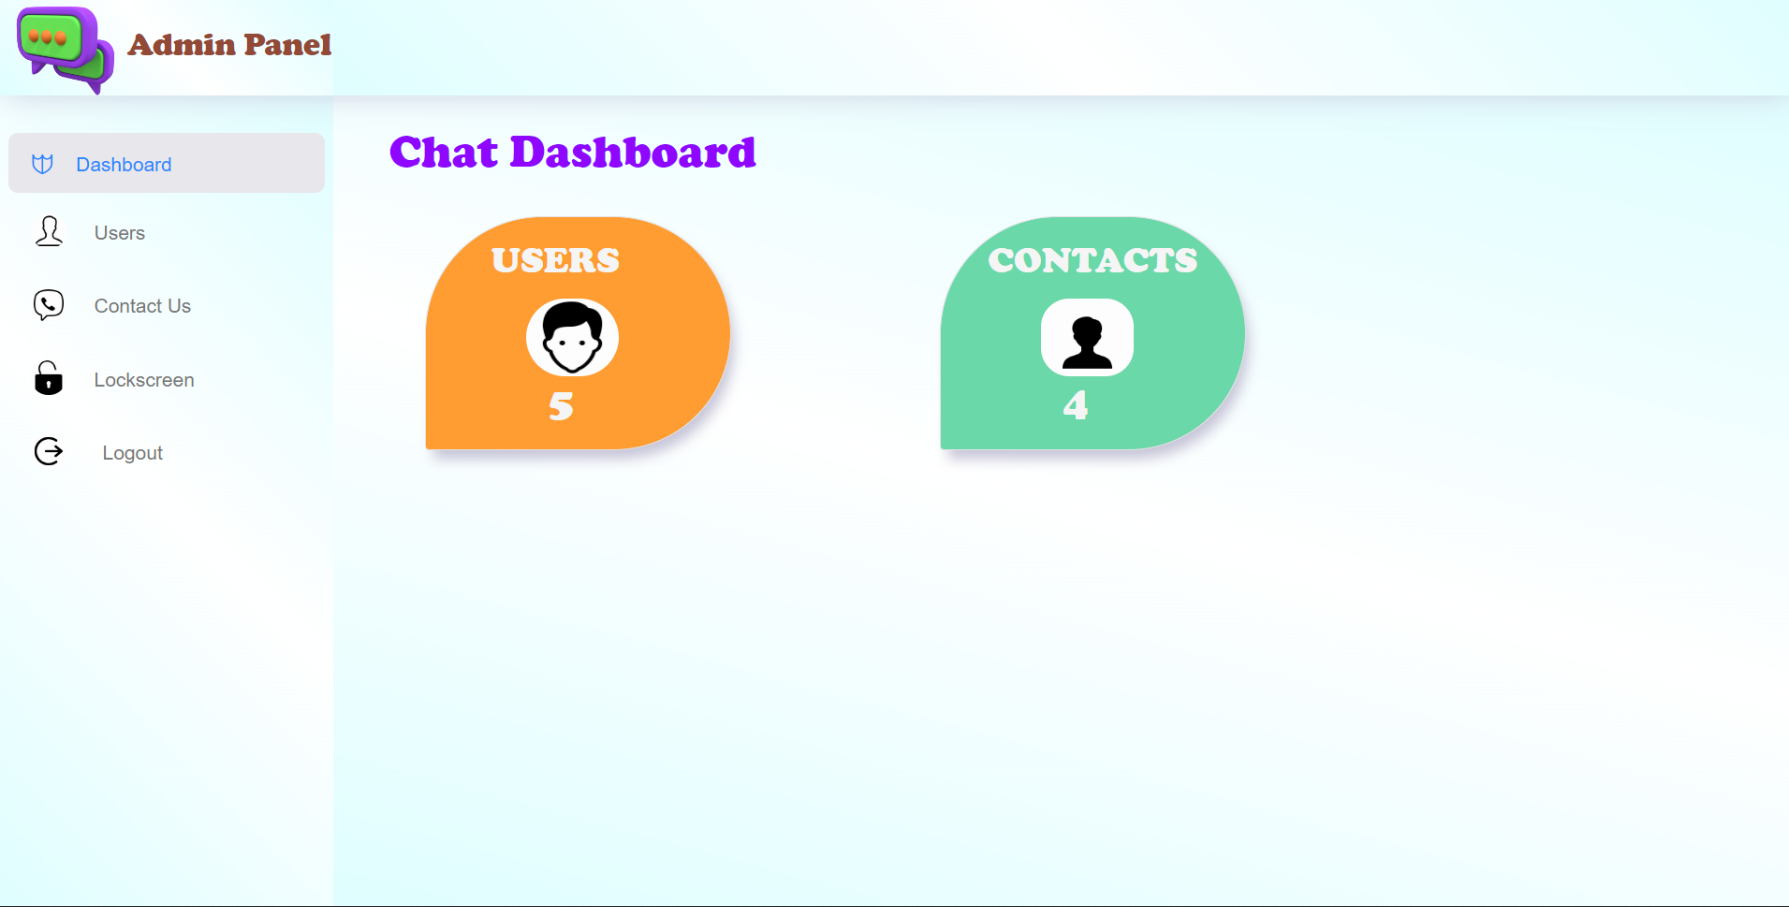 Admin Panel
Dashboard
Users
Contact Us
Lockscreen
Logout
Chat Dashboard
USERS
5
CONTACTS
4